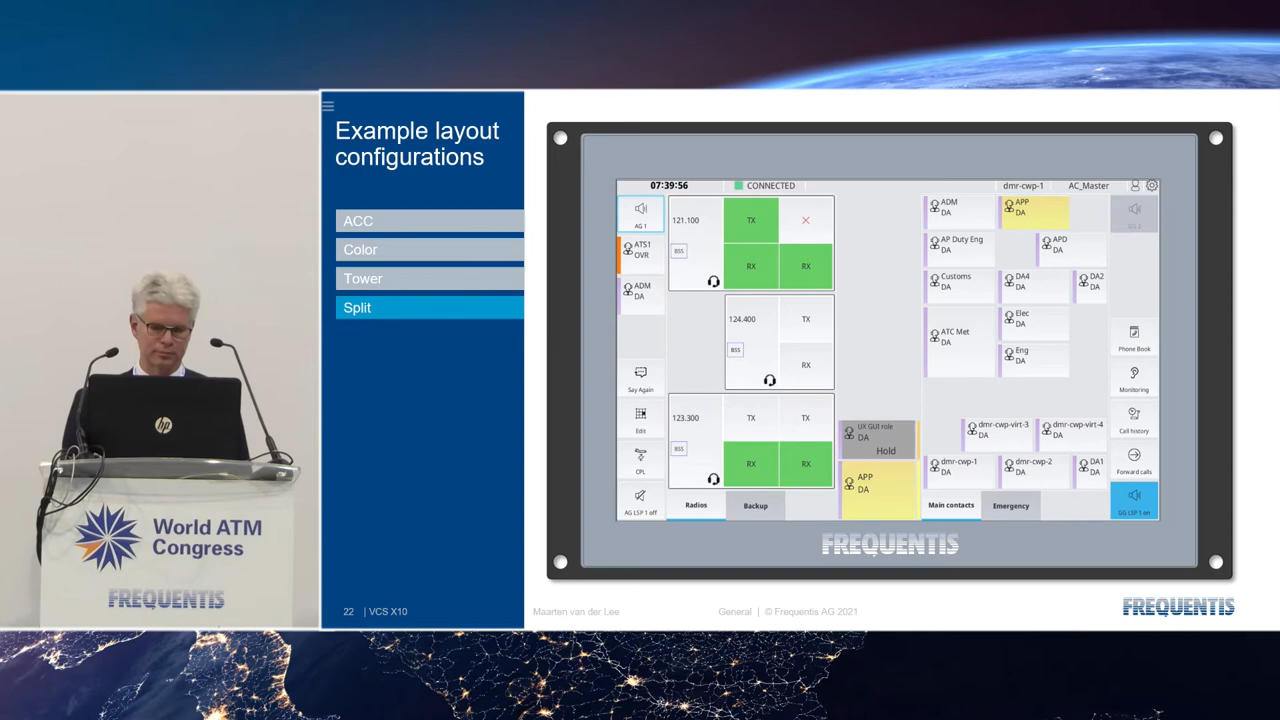 Example layout
configurations
ACC
Color
Tower
Split
22 | VCS X10
07:39:56
CONNECTED
dmr-cwp-1
AC_Master
AG 1
ATS1
OVR
ADM
DA
Say Again
Edit
CPL
AG LSP 1 off
121.100
BSS
TX
RX
RX
124.400
BSS
TX
RX
123.300
BSS
TX
TX
RX
RX
Radios
Backup
UX GUI role
DA
Hold
APP
DA
ADM
DA
APP
DA
AP Duty Eng
DA
APD
DA
Customs
DA
DA4
DA
DA2
DA
ATC Met
DA
Elec
DA
Eng
DA
dmr-cwp-virt-3
DA
dmr-cwp-virt-4
DA
dmr-cwp-1
DA
dmr-cwp-2
DA
DA1
DA
Main contacts
Emergency
Phone Book
Monitoring
Call history
Forward calls
GG LSP 1 on
FREQUENTIS
Maarten van der Lee
General | © Frequentis AG 2021
FREQUENTIS
hp
World ATM
Congress
FREQUENTIS